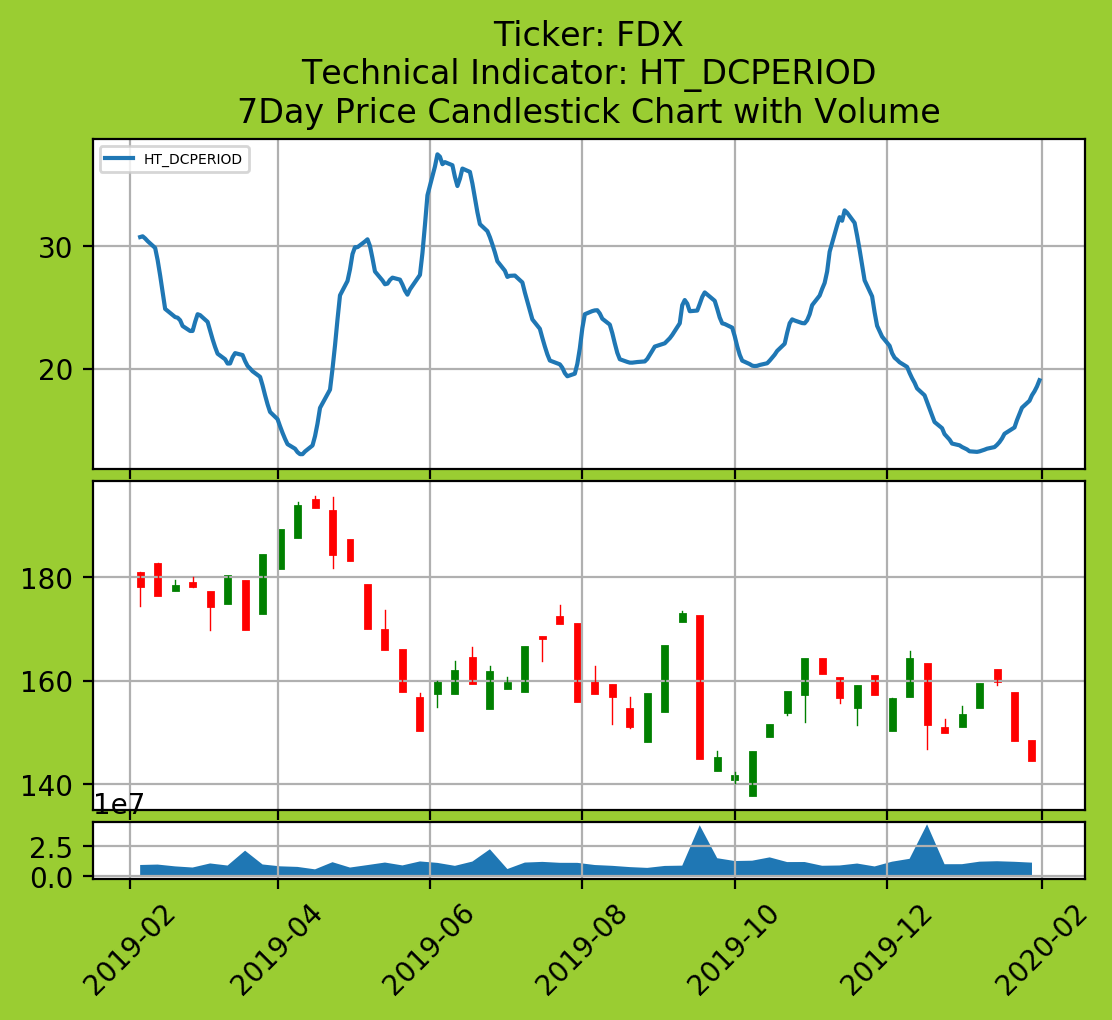 Ticker: FDX
Technical Indicator: HT_DCPERIOD
7Day Price Candlestick Chart with Volume
HT_DCPERIOD
30
20
180
160
140
1e7
2.5
0.0
2019-02
2019-04
2019-06
2019-08
2019-10
2019-12
2020-02